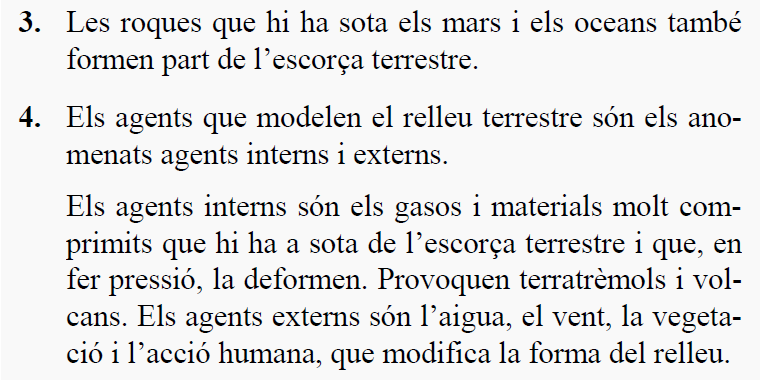 3. Les roques que hi ha sota els mars i els oceans també
formen part de l’escorça terrestre.
4. Els agents que modelen el relleu terrestre són els ano-
menats agents interns i externs.
Els agents interns són els gasos i materials molt com-
primits que hi ha a sota de l’escorça terrestre i que, en
fer pressió, la deformen. Provoquen terratrèmols i vol-
cans. Els agents externs són l’aigua, el vent, la vegeta-
ció i l’acció humana, que modifica la forma del relleu.